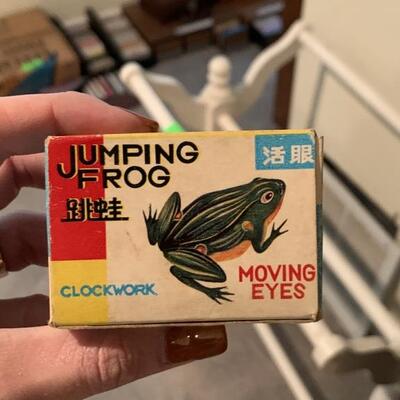 JUMPING
FROG
跳蛙
活眼
CLOCKWORK
MOVING
EYES